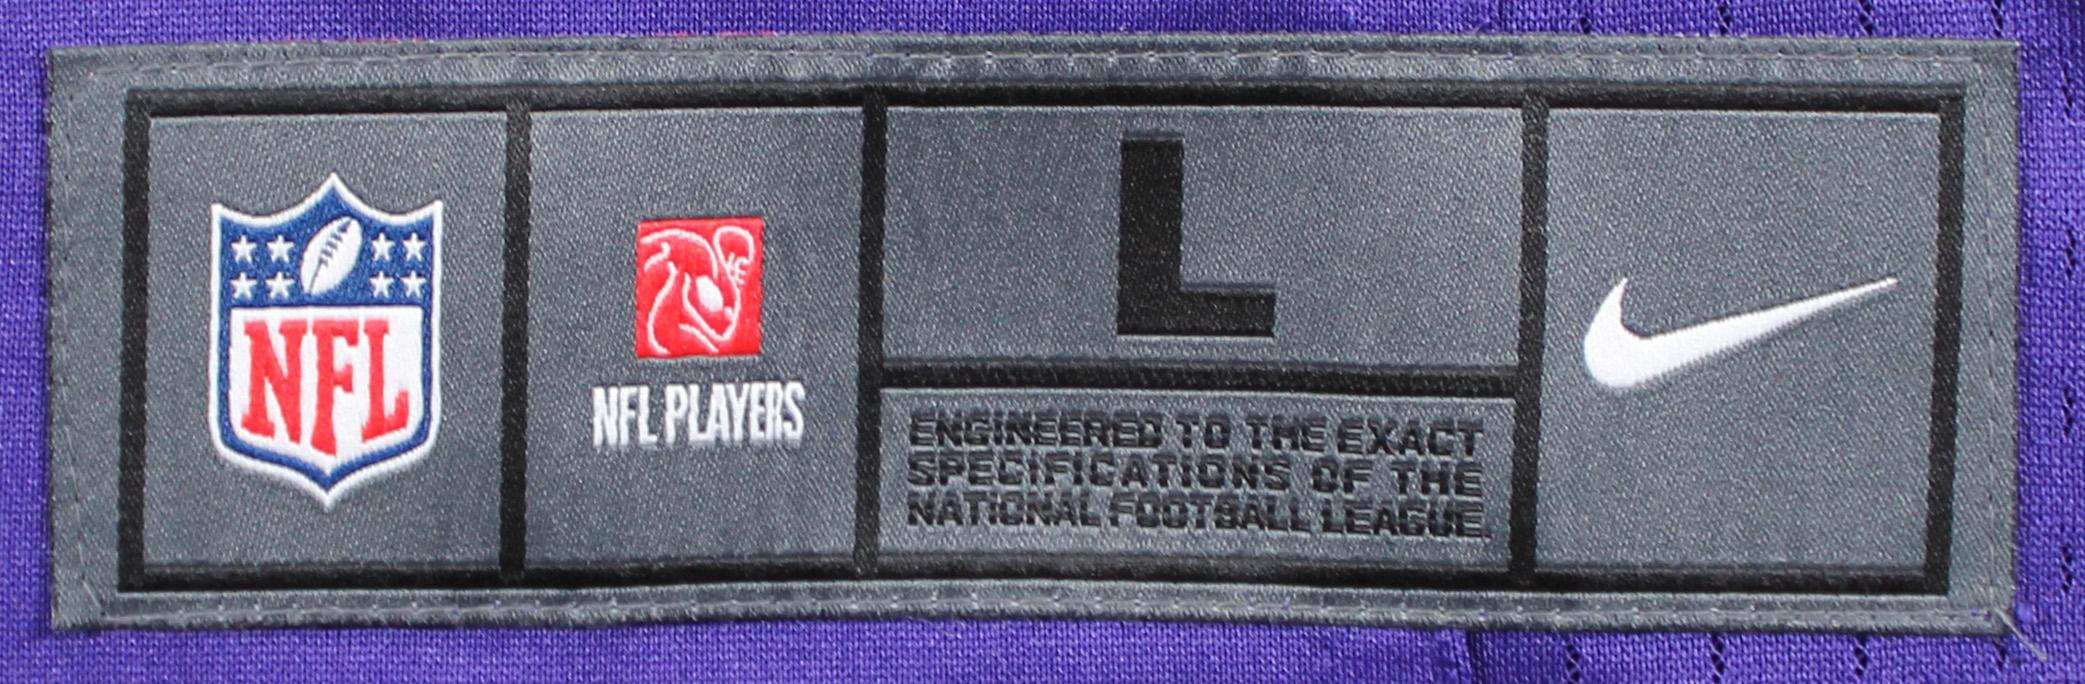 NFL
NFL PLAYERS
L
ENGINEERED TO THE EXACT
SPECIFICATIONS OF THE
NATIONAL FOOTBALL LEAGUE.